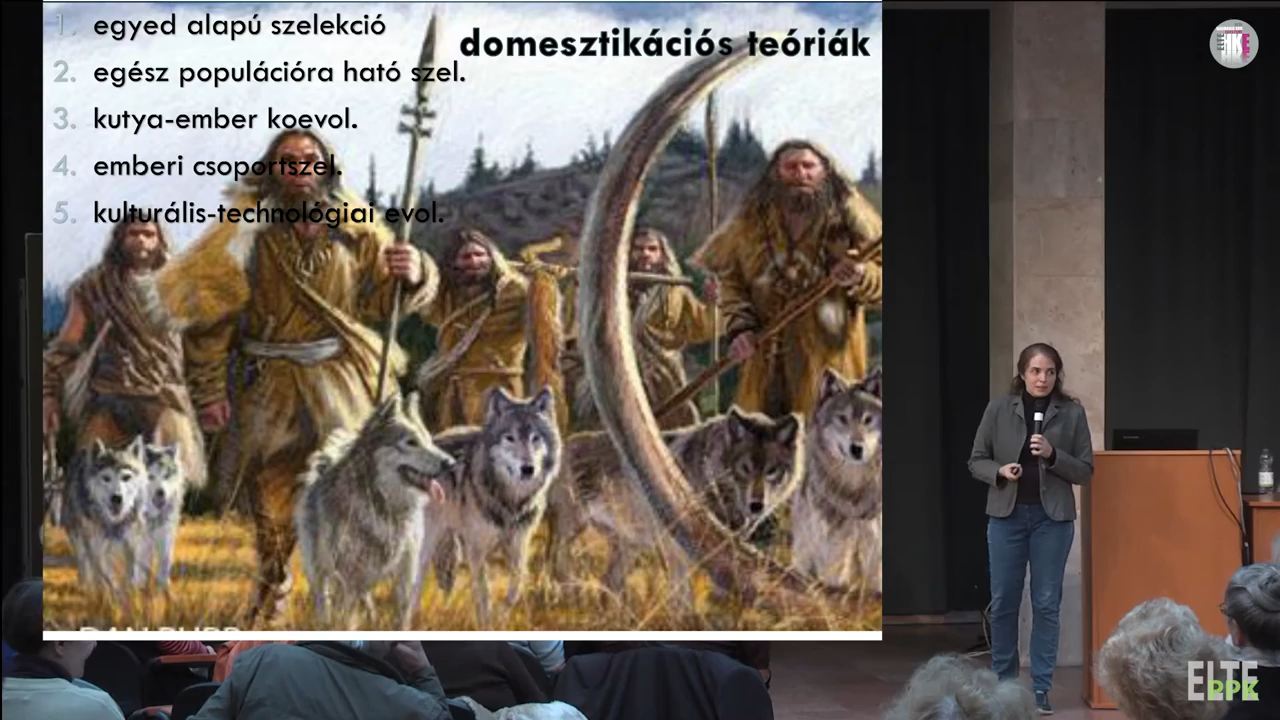 domesztikációs teóriák
1. egyed alapú szelekció
2. egész populációra ható szel.
3. kutya-ember koevol.
4. emberi csoportszel.
5. kulturális-technológiai evol.
ELTE
RPK